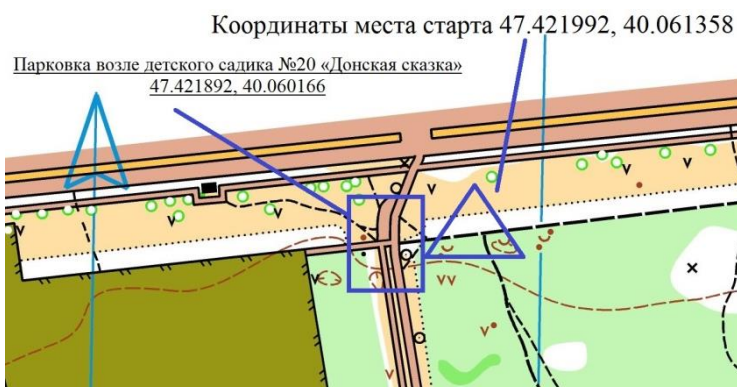 Координаты места старта 47.421992, 40.061358
Парковка возле детского садика №20 «Донская сказка»
47.421892, 40.060166